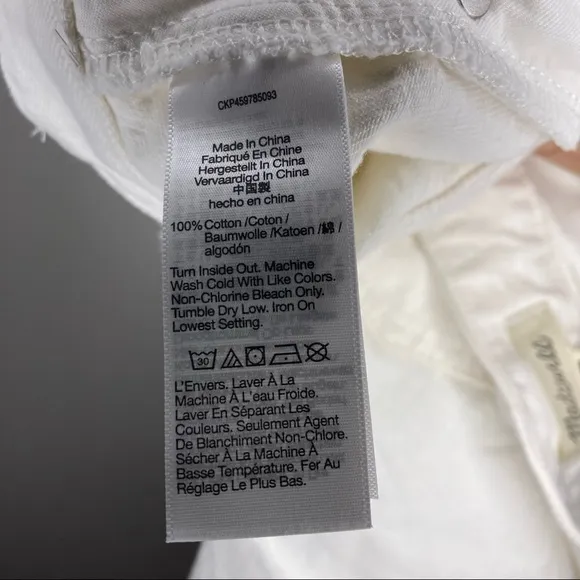 CKP459785093
Made In China
Fabriqué En Chine
Hergestellt In China
Vervaardigd In China
中国製
hecho en china
100% Cotton /Coton /
Baumwolle /Katoen /綿 /
algodón
Turn Inside Out. Machine
Wash Cold With Like Colors.
Non-Chlorine Bleach Only.
Tumble Dry Low. Iron On
Lowest Setting.
30
L'Envers. Laver À La
Machine À L'eau Froide.
Laver En Séparant Les
Couleurs. Seulement Agent
De Blanchiment Non-Chlore.
Sécher À La Machine À
Basse Température. Fer Au
Réglage Le Plus Bas.